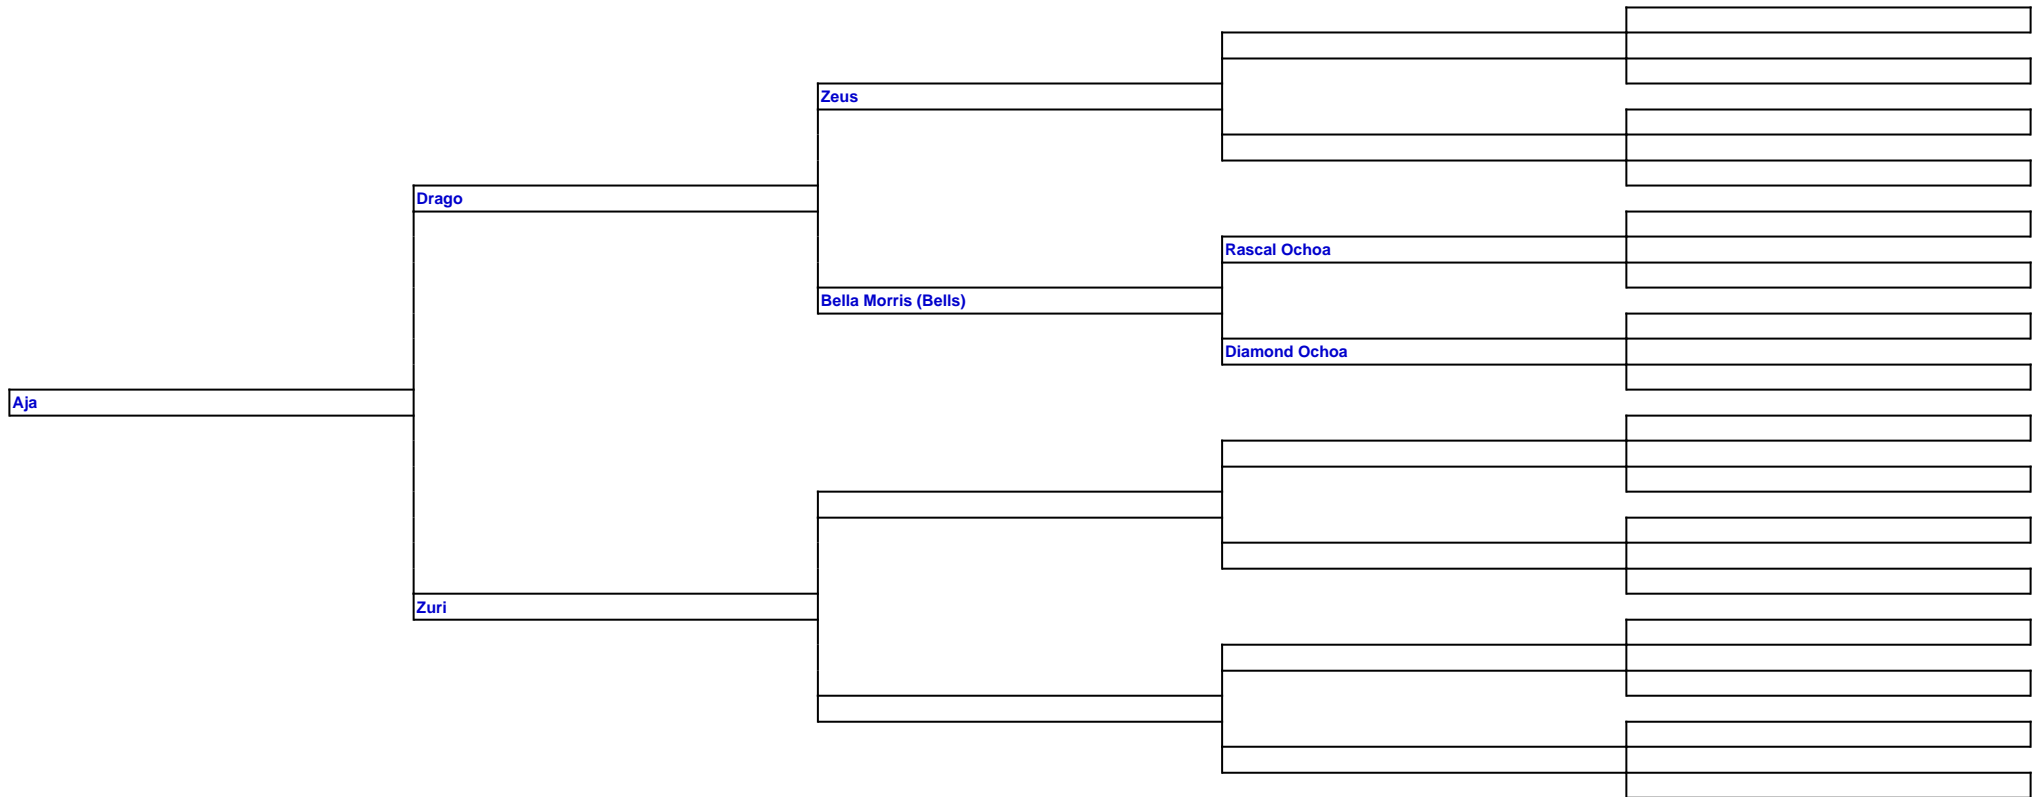 Zeus
Drago
Rascal Ochoa
Bella Morris (Bells)
Diamond Ochoa
Aja
Zuri